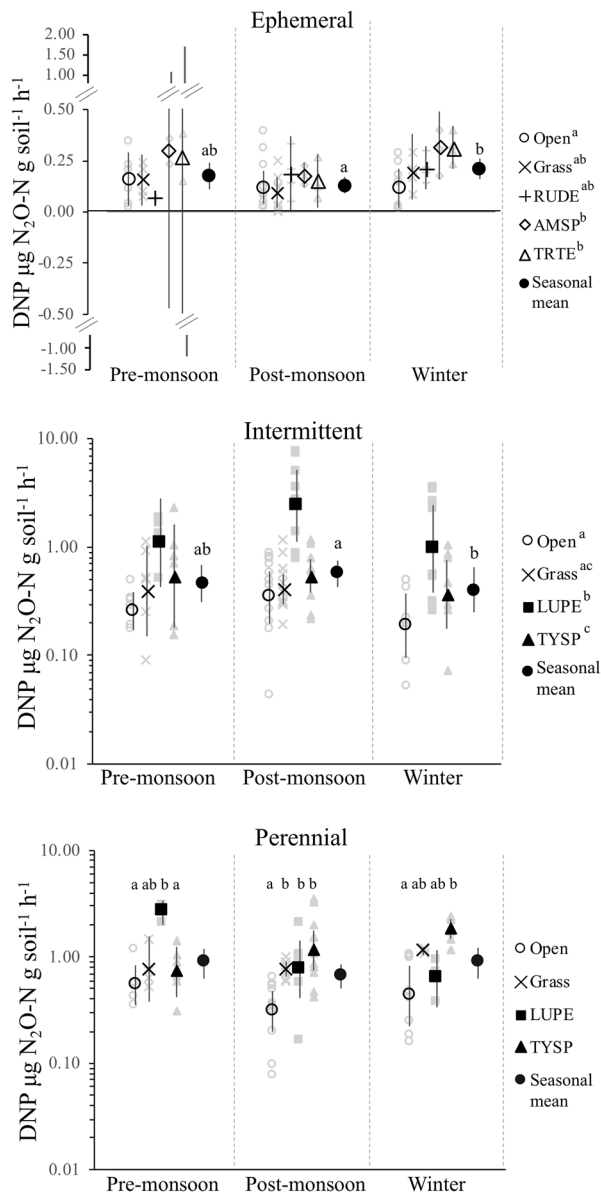 Ephemeral
DNP µg N₂O-N g soil⁻¹ h⁻¹
2.00
1.00
0.50
0.25
0.00
-0.25
-0.50
-1.00
-1.50
ab
a
b
Pre-monsoon
Post-monsoon
Winter
Openᵃ
Grassᵃᵇ
RUDEᵃᵇ
AMSPᵇ
TRTEᵇ
Seasonal
mean
Intermittent
DNP µg N₂O-N g soil⁻¹ h⁻¹
10.00
1.00
0.10
0.01
ab
a
b
Pre-monsoon
Post-monsoon
Winter
Openᵃ
Grassᵃᶜ
LUPEᵇ
TYSPᶜ
Seasonal
mean
Perennial
DNP µg N₂O-N g soil⁻¹ h⁻¹
10.00
1.00
0.10
0.01
a ab b a
a b b b
a ab ab b
Pre-monsoon
Post-monsoon
Winter
Open
Grass
LUPE
TYSP
Seasonal
mean